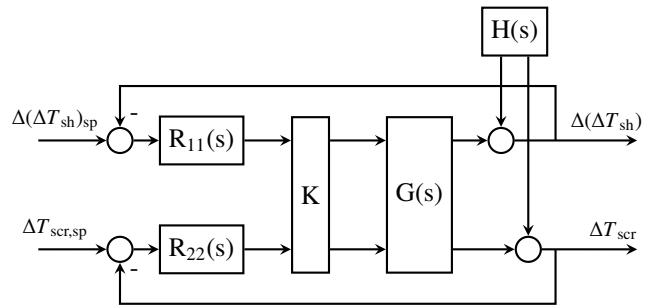 H(s)
-
Δ(ΔT_sh)_sp
R_11(s)
Δ(ΔT_sh)
K
G(s)
ΔT_scr,sp
R_22(s)
ΔT_scr
-